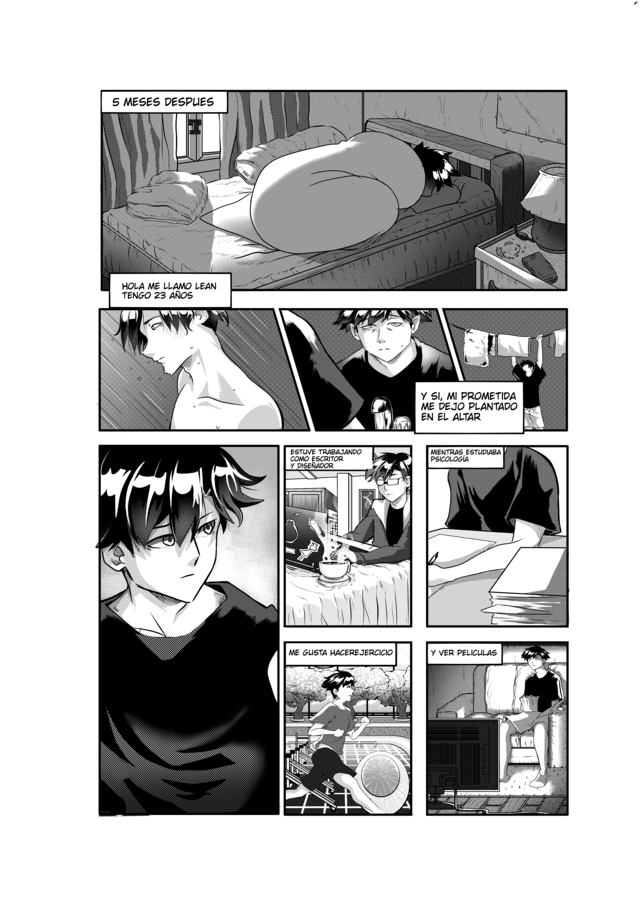 5 MESES DESPUES
HOLA ME LLAMO LEAN
TENGO 23 AÑOS
Y SI, MI PROMETIDA
ME DEJO PLANTADO
EN EL ALTAR
ESTUVE TRABAJANDO
COMO ESCRITOR
Y DISEÑADOR
MIENTRAS ESTUDIABA
PSICOLOGÍA
ME GUSTA HACEREJERCICIO
Y VER PELICULAS